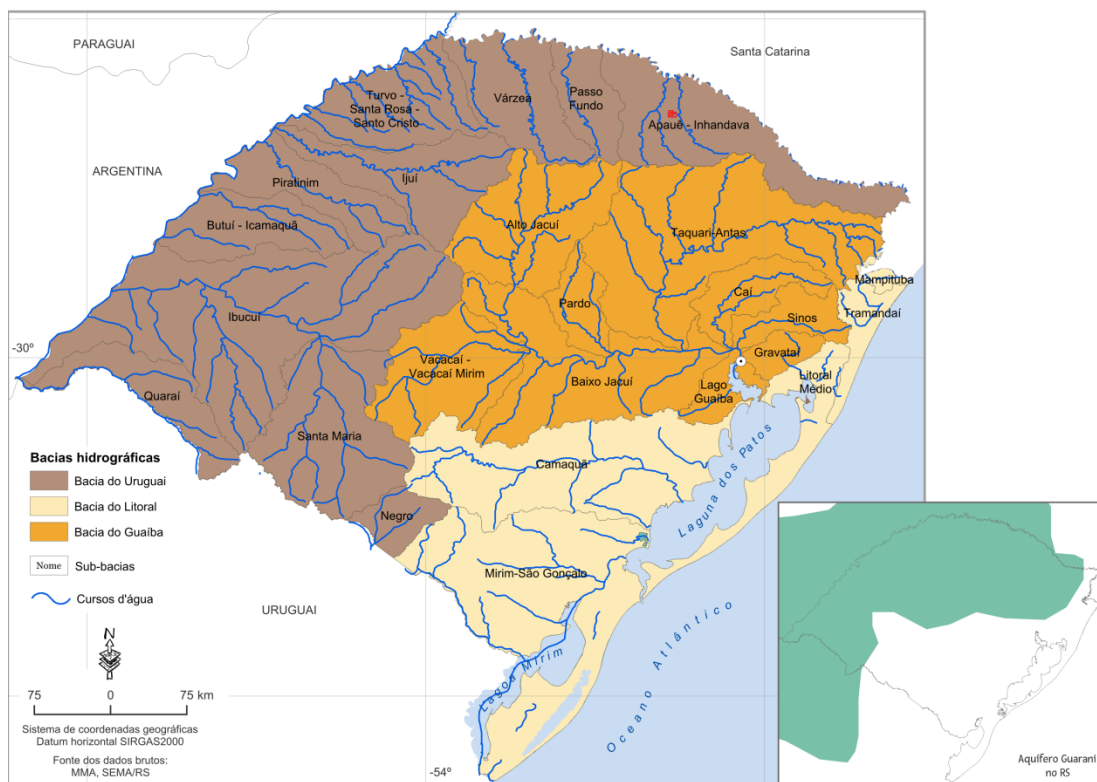 PARAGUAI
Santa Catarina
Turvo -
Santa Rosa -
Santo Cristo
Várzea
Passo
Fundo
Apauê - Inhandava
ARGENTINA
Ijuí
Piratinim
Butuí - Icamaquã
Alto Jacuí
Taquari-Antas
Mampituba
Caí
Pardo
Tramandaí
Ibucuí
Sinos
-30º
Gravataí
Vacacaí -
Vacacaí Mirim
Baixo Jacuí
Lago
Guaíba
Litoral
Médio
Quaraí
Santa Maria
Camaquã
Laguna dos Patos
Negro
Mirim-São Gonçalo
URUGUAI
Lagoa Mirim
Oceano Atlântico
-54º
Bacias hidrográficas
Bacia do Uruguai
Bacia do Litoral
Bacia do Guaíba
Nome Sub-bacias
Cursos d'água
N
75 0 75 km
Sistema de coordenadas geográficas
Datum horizontal SIRGAS2000
Fonte dos dados brutos:
MMA, SEMA/RS
Aquífero Guarani
no RS